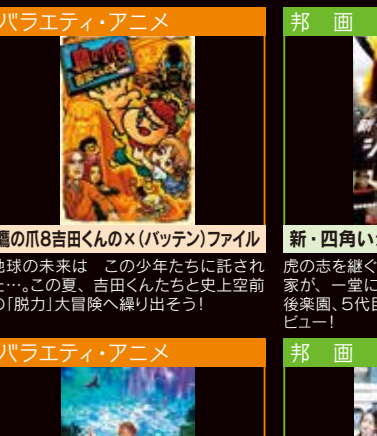 バラエティ・アニメ
鷹の爪8吉田くんの×(バッテン)ファイル
地球の未来は この少年たちに託され
た…。この夏、吉田くんたちと史上空前
の「脱力」大冒険へ繰り出そう!
バラエティ・アニメ
邦 画
新・四角い
虎の志を継ぐ
家が、一堂に
後楽園、5代目
ビュー!
邦 画